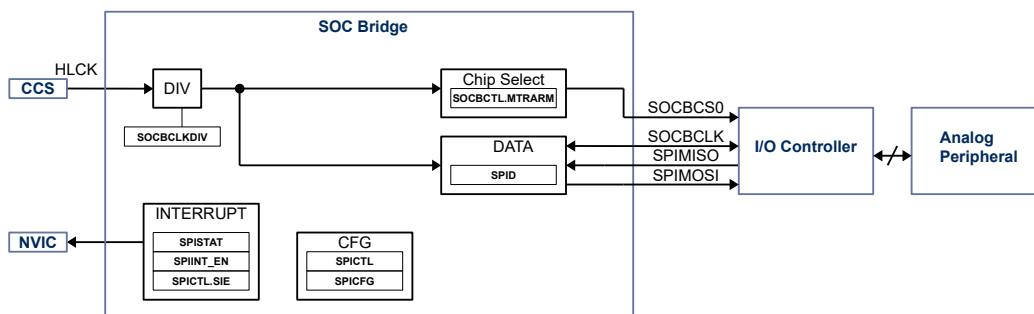 SOC Bridge
HLCK
CCS
DIV
SOCBCLKDIV
Chip Select
SOCBCTL.MTRARM
DATA
SPID
SOCBCS0
SOCBCLK
SPIMISO
SPIMOSI
I/O Controller
Analog
Peripheral
NVIC
INTERRUPT
SPISTAT
SPIINT_EN
SPICTL.SIE
CFG
SPICTL
SPICFG